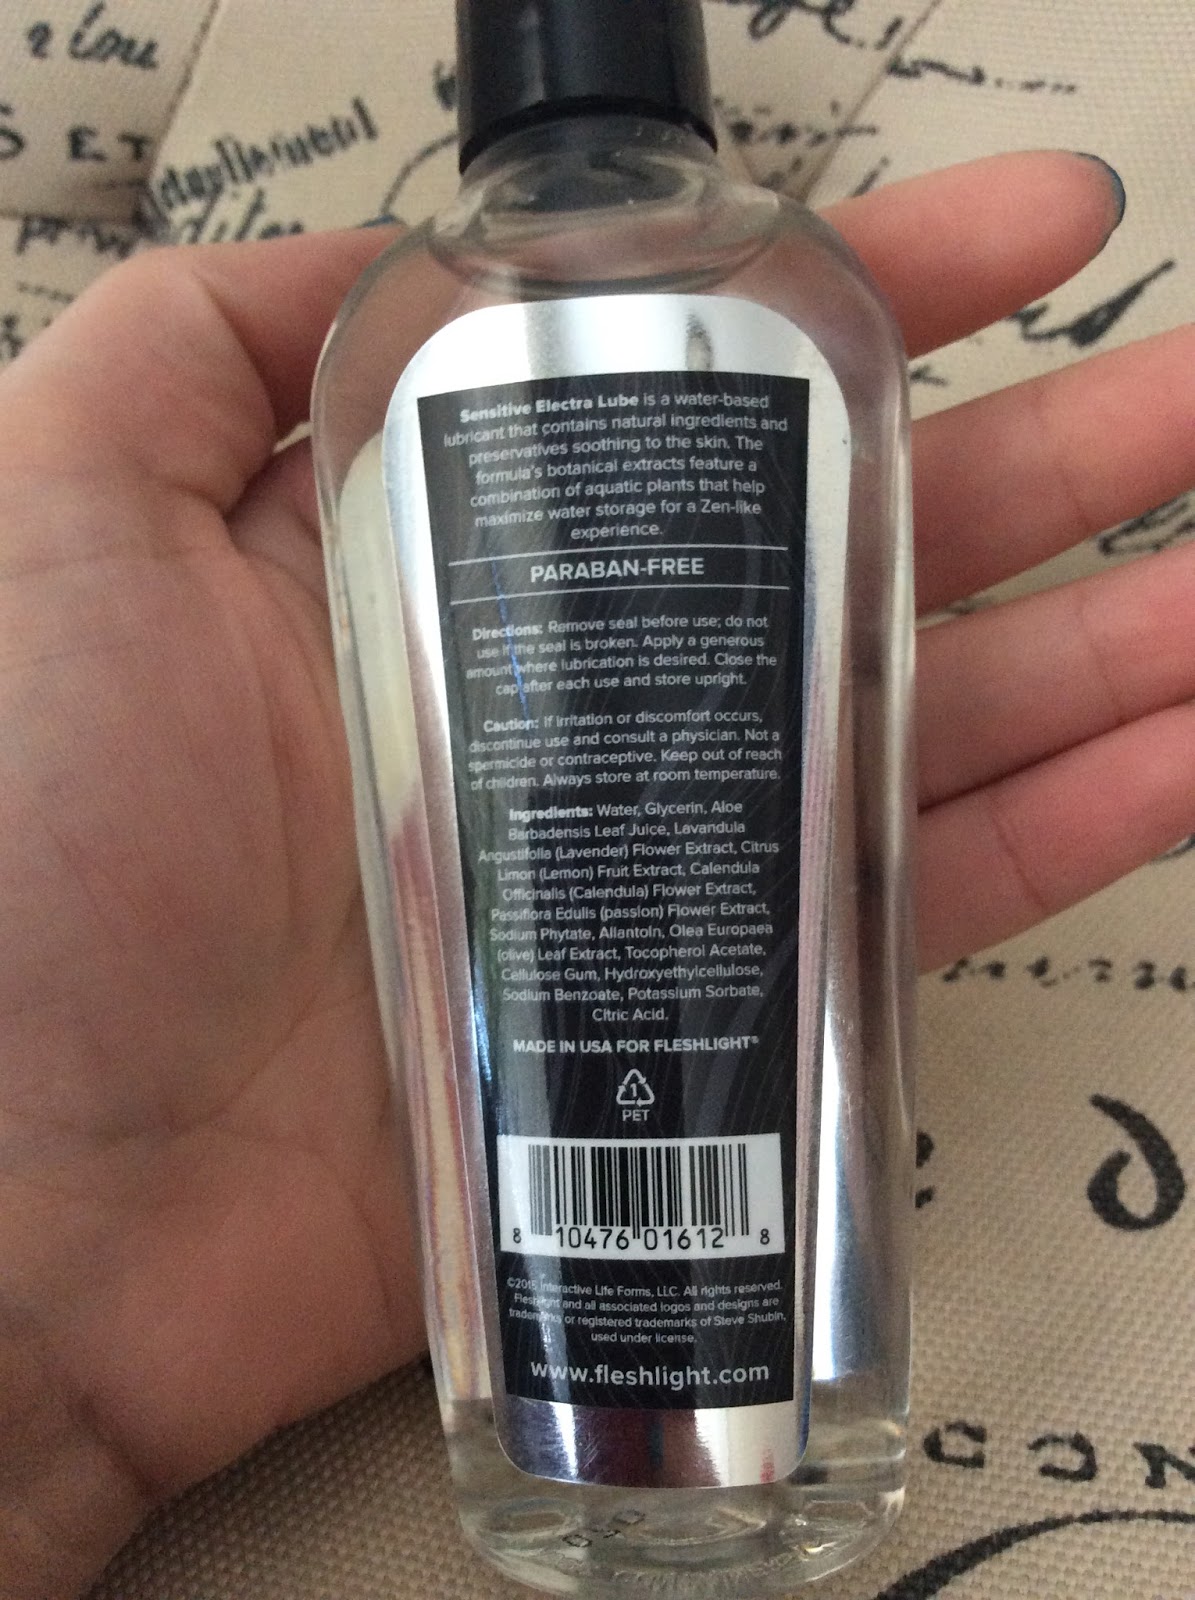 Sensitive Electra Lube is a water-based
lubricant that contains natural ingredients and
preservatives soothing to the skin. The
formula's botanical extracts feature a
combination of aquatic plants that help
maximize water storage for a Zen-like
experience.
PARABAN-FREE
Directions: Remove seal before use; do not
use if the seal is broken. Apply a generous
amount where lubrication is desired. Close the
cap after each use and store upright.
Caution: If irritation or discomfort occurs,
discontinue use and consult a physician. Not a
spermicide or contraceptive. Keep out of reach
of children. Always store at room temperature.
Ingredients: Water, Glycerin, Aloe
Barbadensis Leaf Juice, Lavandula
Angustifolia (Lavender) Flower Extract, Citrus
Limon (Lemon) Fruit Extract, Calendula
Officinalis (Calendula) Flower Extract,
Passiflora Edulis (passion) Flower Extract,
Sodium Phytate, Allantoin, Olea Europaea
(olive) Leaf Extract, Tocopherol Acetate,
Cellulose Gum, Hydroxyethylcellulose,
Sodium Benzoate, Potassium Sorbate,
Citric Acid.
MADE IN USA FOR FLESHLIGHT®
1
PET
8 10476 01612 8
©2015 Interactive Life Forms, LLC. All rights reserved.
Fleshlight and all associated logos and designs are
trademarks or registered trademarks of Steve Shubin,
used under license.
www.fleshlight.com